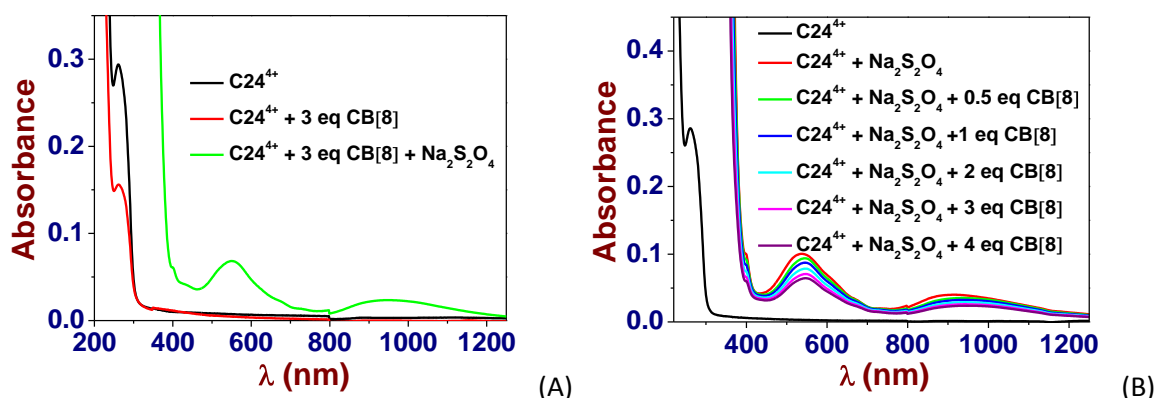 Absorbance
0.3
0.2
0.1
0.0
C24⁴⁺
C24⁴⁺ + 3 eq CB[8]
C24⁴⁺ + 3 eq CB[8] + Na₂S₂O₄
200 400 600 800 1000 1200
λ (nm)
(A)
Absorbance
0.4
0.3
0.2
0.1
0.0
C24⁴⁺
C24⁴⁺ + Na₂S₂O₄
C24⁴⁺ + Na₂S₂O₄ + 0.5 eq CB[8]
C24⁴⁺ + Na₂S₂O₄ +1 eq CB[8]
C24⁴⁺ + Na₂S₂O₄ + 2 eq CB[8]
C24⁴⁺ + Na₂S₂O₄ + 3 eq CB[8]
C24⁴⁺ + Na₂S₂O₄ + 4 eq CB[8]
400 600 800 1000 1200
λ (nm)
(B)